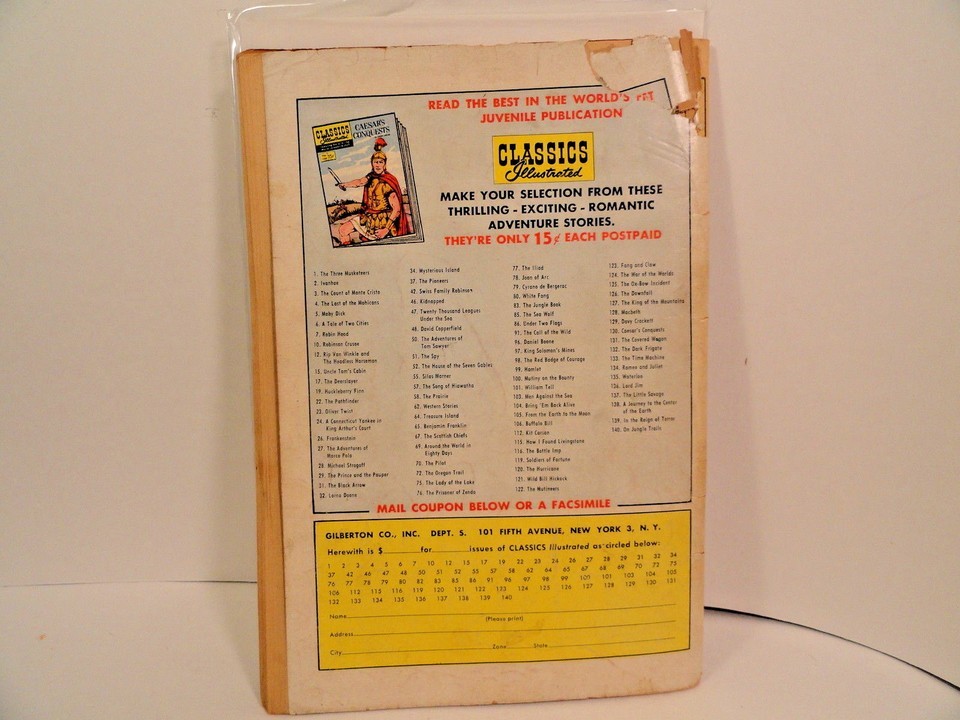 READ THE BEST IN THE WORLD'S
JUVENILE PUBLICATION
CLASSICS
Illustrated
CAESAR'S
CONQUESTS
CLASSICS
Illustrated
MAKE YOUR SELECTION FROM THESE
THRILLING - EXCITING - ROMANTIC
ADVENTURE STORIES.
THEY'RE ONLY 15¢ EACH POSTPAID
1. The Three Musketeers
2. Ivanhoe
3. The Count of Monte Cristo
4. The Last of the Mohicans
5. Moby Dick
6. A Tale of Two Cities
7. Robin Hood
10. Robinson Crusoe
12. Rip Van Winkle and
The Headless Horseman
15. Uncle Tom's Cabin
17. The Deerslayer
19. Huckleberry Finn
22. The Pathfinder
23. Oliver Twist
24. A Connecticut Yankee in
King Arthur's Court
26. Frankenstein
27. The Adventures of
Marco Polo
28. Michael Strogoff
29. The Prince and the Pauper
31. The Black Arrow
32. Lorna Doone
34. Mysterious Island
37. The Pioneers
42. Swiss Family Robinson
46. Kidnapped
47. Twenty Thousand Leagues
Under the Sea
48. David Copperfield
50. The Adventures of
Tom Sawyer
51. The Spy
52. The House of the Seven Gables
55. Silas Marner
57. The Song of Hiawatha
58. The Prairie
62. Western Stories
64. Treasure Island
65. Benjamin Franklin
67. The Scottish Chiefs
69. Around the World in
Eighty Days
70. The Pilot
72. The Oregon Trail
75. The Lady of the Lake
76. The Prisoner of Zenda
77. The Iliad
78. Joan of Arc
79. Cyrano de Bergerac
80. White Fang
83. The Jungle Book
85. The Sea Wolf
86. Under Two Flags
91. The Call of the Wild
96. Daniel Boone
97. King Solomon's Mines
98. The Red Badge of Courage
99. Hamlet
100. Mutiny on the Bounty
101. William Tell
103. Men Against the Sea
104. Bring 'Em Back Alive
105. From the Earth to the Moon
106. Buffalo Bill
112. Kit Carson
115. How I Found Livingstone
116. The Bottle Imp
119. Soldiers of Fortune
120. The Hurricane
121. Wild Bill Hickock
122. The Mutineers
123. Fang and Claw
124. The War of the Worlds
125. The Ox-Bow Incident
126. The Downfall
127. The King of the Mountains
128. Macbeth
129. Davy Crockett
130. Caesar's Conquests
131. The Covered Wagon
132. The Dark Frigate
133. The Time Machine
134. Romeo and Juliet
135. Waterloo
136. Lord Jim
137. The Little Savage
138. A Journey to the Center
of the Earth
139. In the Reign of Terror
140. On Jungle Trails
MAIL COUPON BELOW OR A FACSIMILE
GILBERTON CO., INC. DEPT. S. 101 FIFTH AVENUE, NEW YORK 3, N. Y.
Herewith is $ for issues of CLASSICS Illustrated as circled below:
1 2 3 4 5 6 7 10 12 15 17 19 22 23 24 26 27 28 29 31 32 34
37 42 46 47 48 50 51 52 55 57 58 62 64 65 67 68 69 70 72 75
76 77 78 79 80 82 83 85 86 91 96 97 98 99 100 101 103 104 105
106 112 113 116 119 120 121 122 123 124 125 126 127 128 129 130 131
132 133 134 135 136 137 138 139 140
Name (Please print)
Address
City Zone State